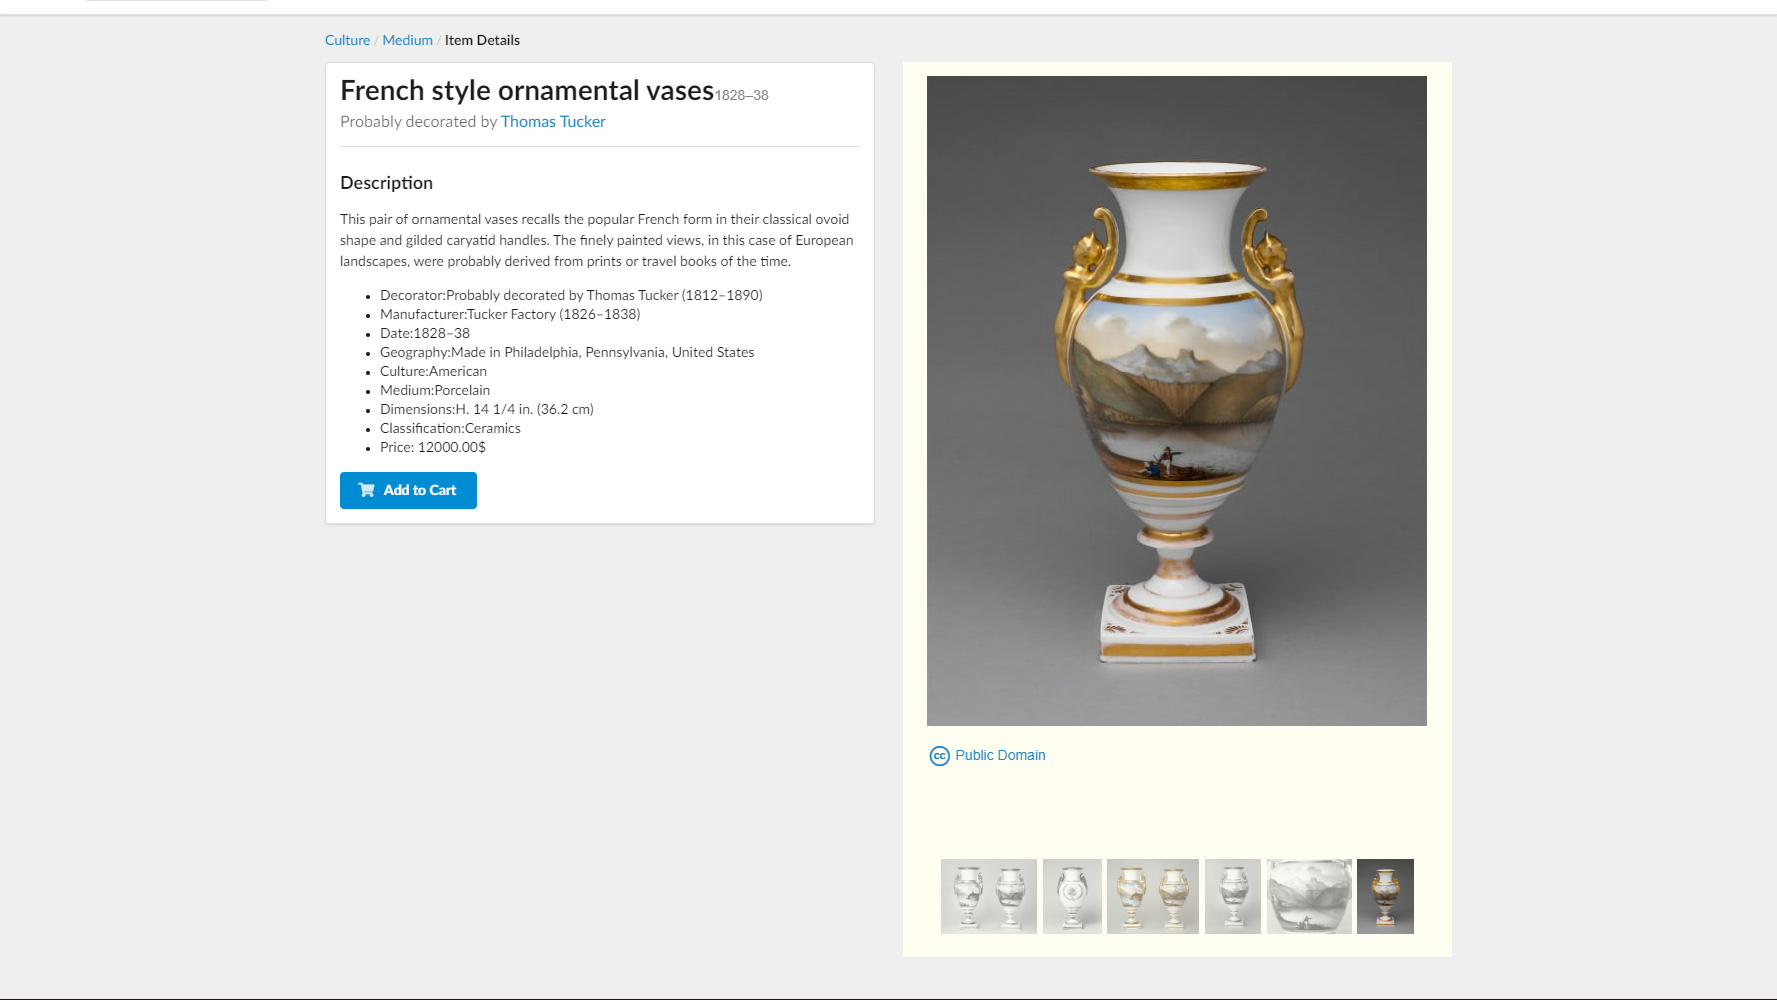 Culture / Medium / Item Details
French style ornamental vases1828–38
Probably decorated by Thomas Tucker
Description
This pair of ornamental vases recalls the popular French form in their classical ovoid
shape and gilded caryatid handles. The finely painted views, in this case of European
landscapes, were probably derived from prints or travel books of the time.
Decorator:Probably decorated by Thomas Tucker (1812–1890)
Manufacturer:Tucker Factory (1826–1838)
Date:1828–38
Geography:Made in Philadelphia, Pennsylvania, United States
Culture:American
Medium:Porcelain
Dimensions:H. 14 1/4 in. (36.2 cm)
Classification:Ceramics
Price: 12000.00$
Add to Cart
cc Public Domain